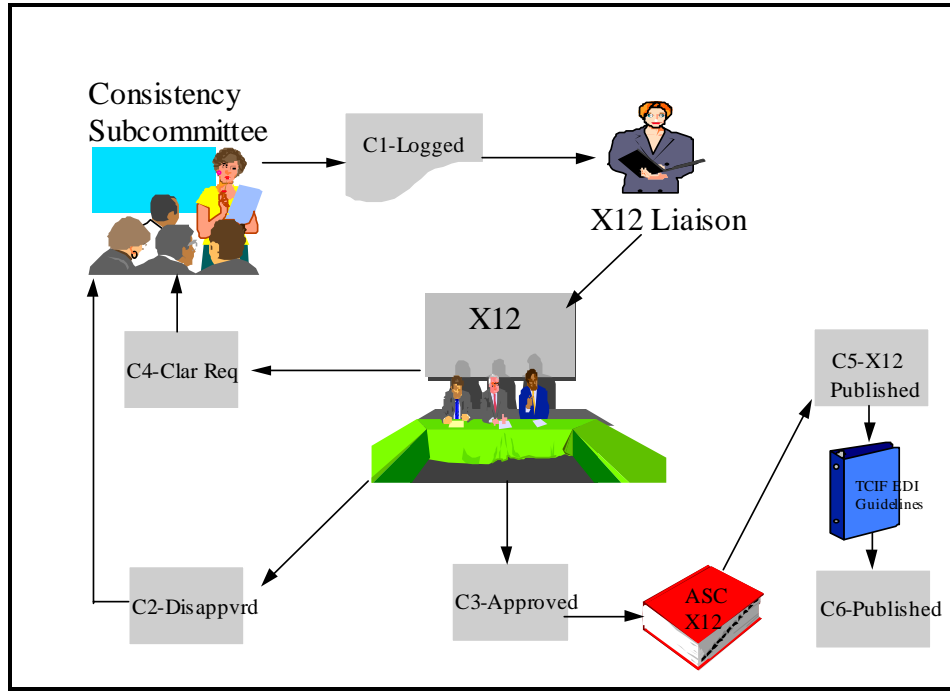 Consistency
Subcommittee
C1-Logged
X12 Liaison
X12
C4-Clar Req
C5-X12
Published
TCIF EDI
Guidelines
C2-Disappvrd
C3-Approved
ASC
X12
C6-Published